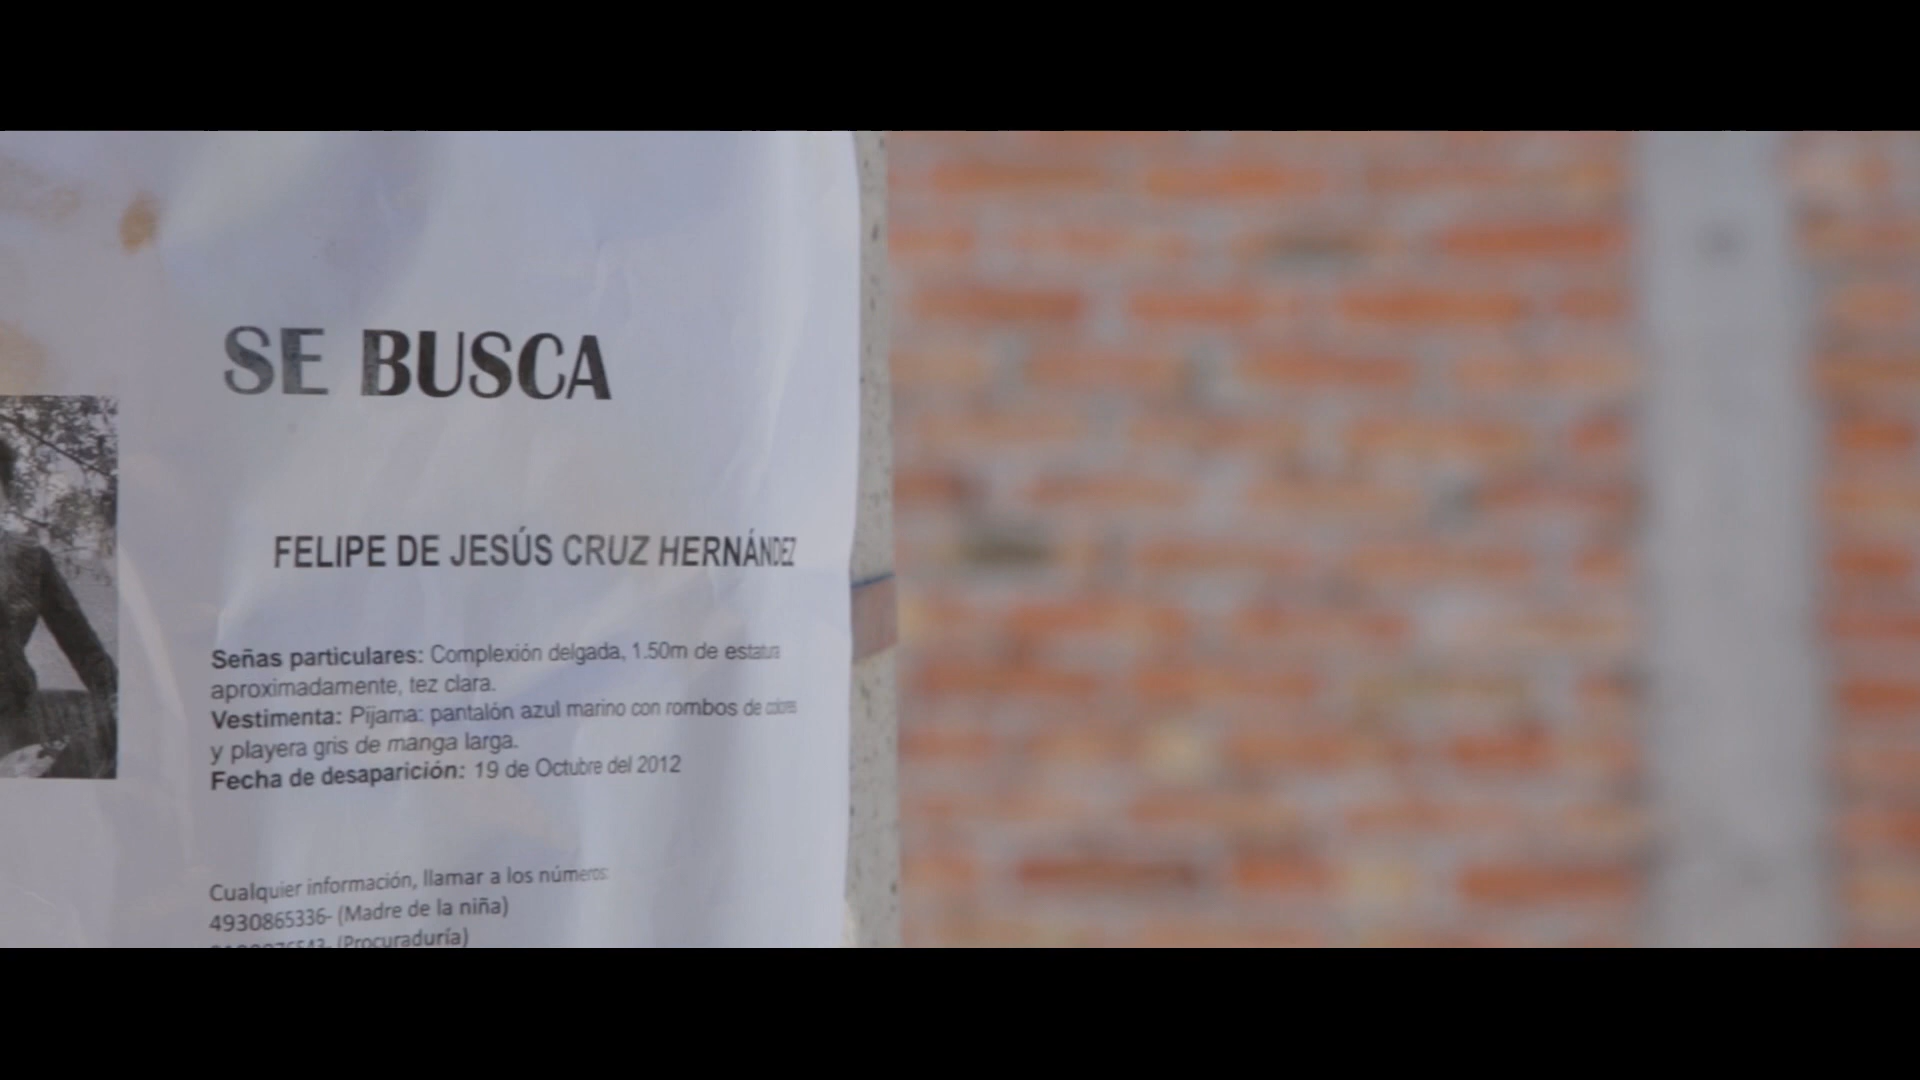 SE BUSCA
FELIPE DE JESÚS CRUZ HERNÁNDEZ
Señas particulares: Complexión delgada, 1.50m de estatura
aproximadamente, tez clara.
Vestimenta: Pijama: pantalón azul marino con rombos de colores
y playera gris de manga larga.
Fecha de desaparición: 19 de Octubre del 2012
Cualquier información, llamar a los números:
4930865336- (Madre de la niña)
(Procuraduría)